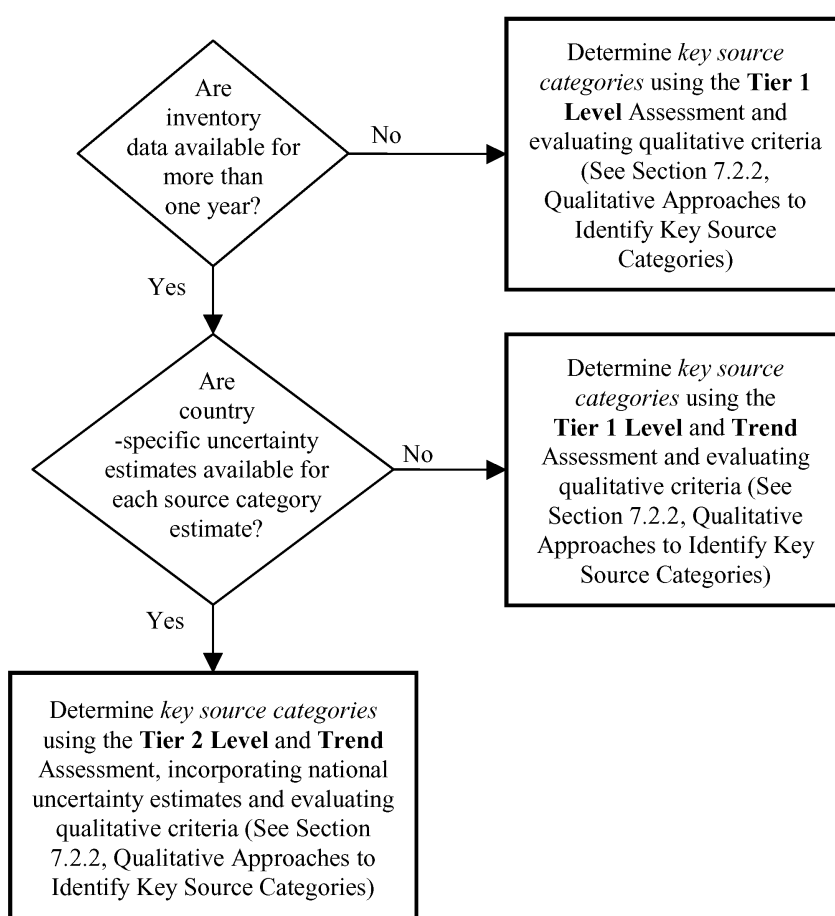 Are
inventory
data available for
more than
one year?
No
Determine key source
categories using the Tier 1
Level Assessment and
evaluating qualitative criteria
(See Section 7.2.2,
Qualitative Approaches to
Identify Key Source
Categories)
Yes
Are
country
-specific uncertainty
estimates available for
each source category
estimate?
No
Determine key source
categories using the
Tier 1 Level and Trend
Assessment and evaluating
qualitative criteria (See
Section 7.2.2, Qualitative
Approaches to Identify Key
Source Categories)
Yes
Determine key source categories
using the Tier 2 Level and Trend
Assessment, incorporating national
uncertainty estimates and evaluating
qualitative criteria (See Section
7.2.2, Qualitative Approaches to
Identify Key Source Categories)